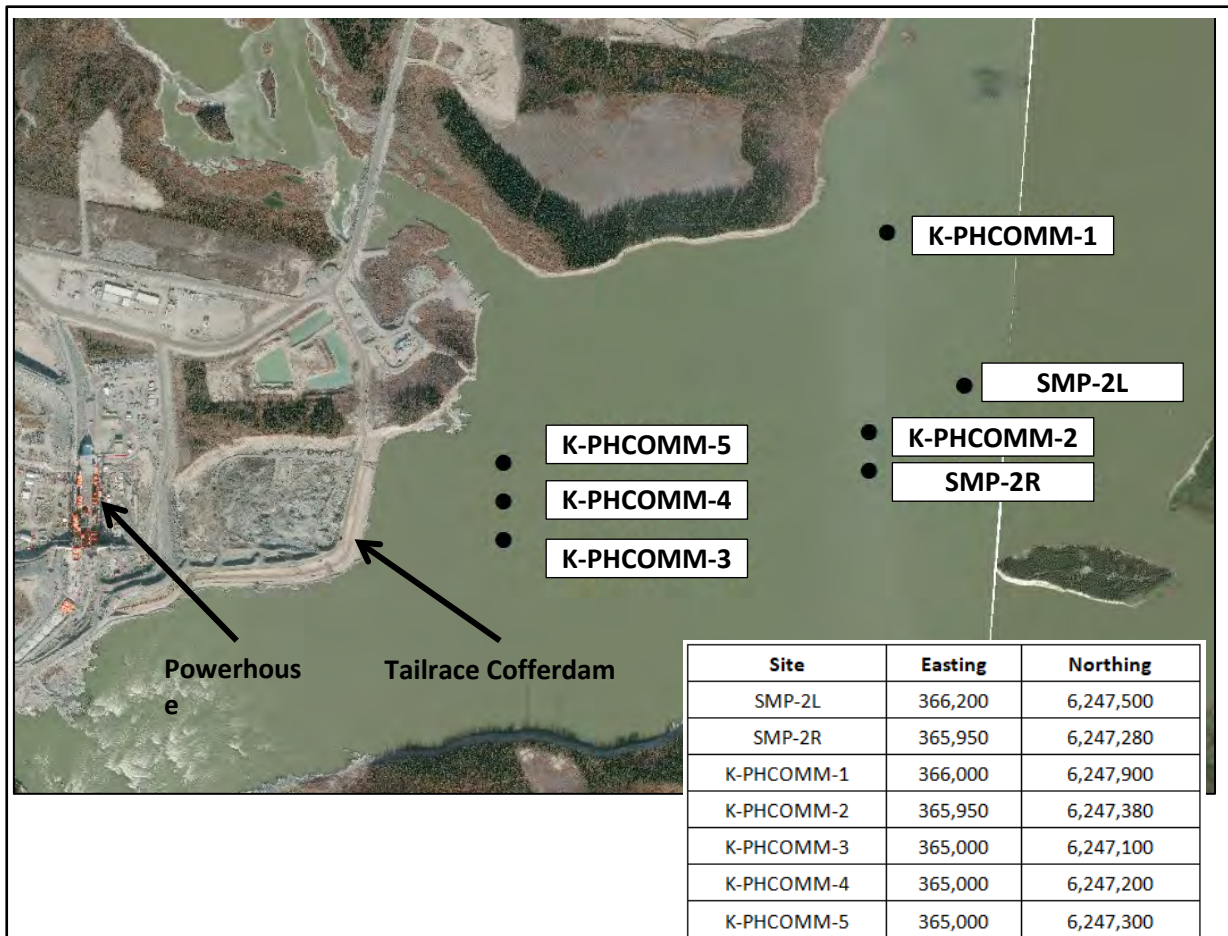 K-PHCOMM-1
SMP-2L
K-PHCOMM-2
K-PHCOMM-5
SMP-2R
K-PHCOMM-4
K-PHCOMM-3
Powerhous
e
Tailrace Cofferdam
Site Easting Northing
SMP-2L 366,200 6,247,500
SMP-2R 365,950 6,247,280
K-PHCOMM-1 366,000 6,247,900
K-PHCOMM-2 365,950 6,247,380
K-PHCOMM-3 365,000 6,247,100
K-PHCOMM-4 365,000 6,247,200
K-PHCOMM-5 365,000 6,247,300